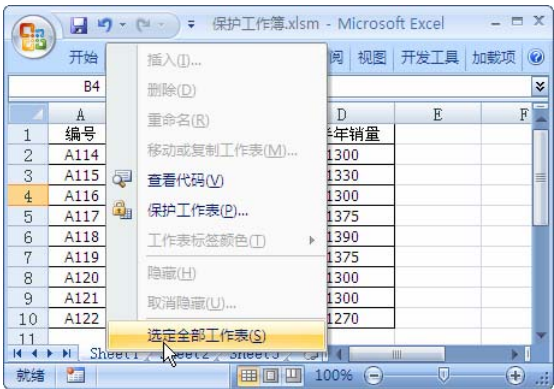 保护工作簿.xlsm - Microsoft Excel
开始
阅 视图 开发工具 加载项
B4
插入(I)...
删除(D)
重命名(R)
移动或复制工作表(M)...
查看代码(V)
保护工作表(P)...
工作表标签颜色(T)
隐藏(H)
取消隐藏(U)...
选定全部工作表(S)
A D E F
1 编号 半年销量
2 A114 1300
3 A115 1330
4 A116 1300
5 A117 1375
6 A118 1390
7 A119 1375
8 A120 1300
9 A121 1300
10 A122 1270
11
Sheet1 Sheet2 Sheet3
就绪 100%